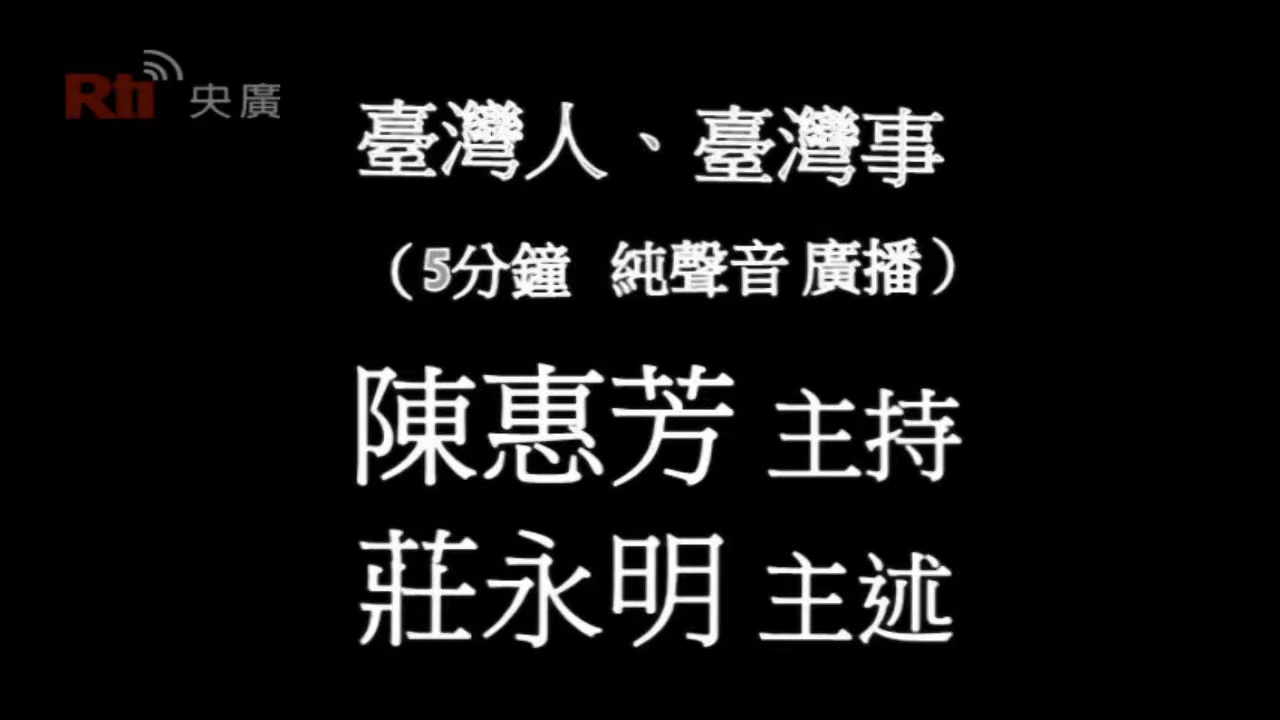 Rti 央廣
臺灣人、臺灣事
（5分鐘 純聲音 廣播）
陳惠芳 主持
莊永明 主述